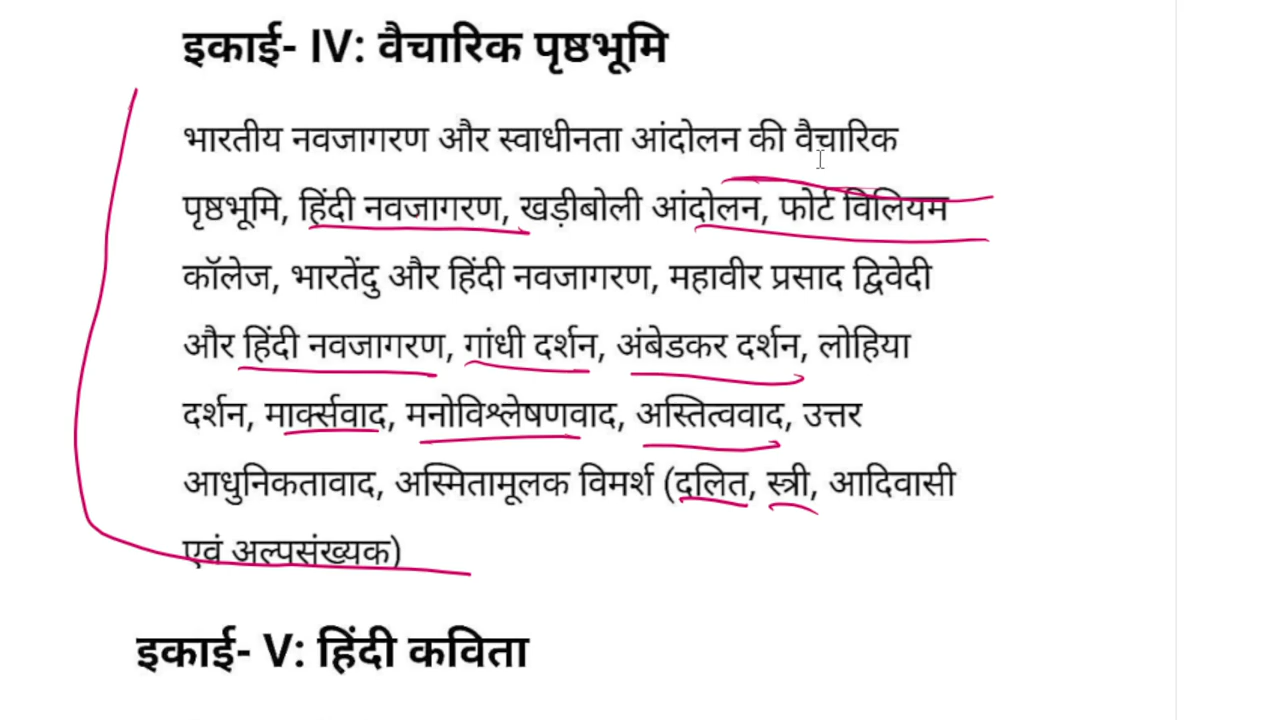 इकाई- IV: वैचारिक पृष्ठभूमि
भारतीय नवजागरण और स्वाधीनता आंदोलन की वैचारिक
पृष्ठभूमि, हिंदी नवजागरण, खड़ीबोली आंदोलन, फोर्ट विलियम
कॉलेज, भारतेंदु और हिंदी नवजागरण, महावीर प्रसाद द्विवेदी
और हिंदी नवजागरण, गांधी दर्शन, अंबेडकर दर्शन, लोहिया
दर्शन, मार्क्सवाद, मनोविश्लेषणवाद, अस्तित्ववाद, उत्तर
आधुनिकतावाद, अस्मितामूलक विमर्श (दलित, स्त्री, आदिवासी
एवं अल्पसंख्यक)
इकाई- V: हिंदी कविता